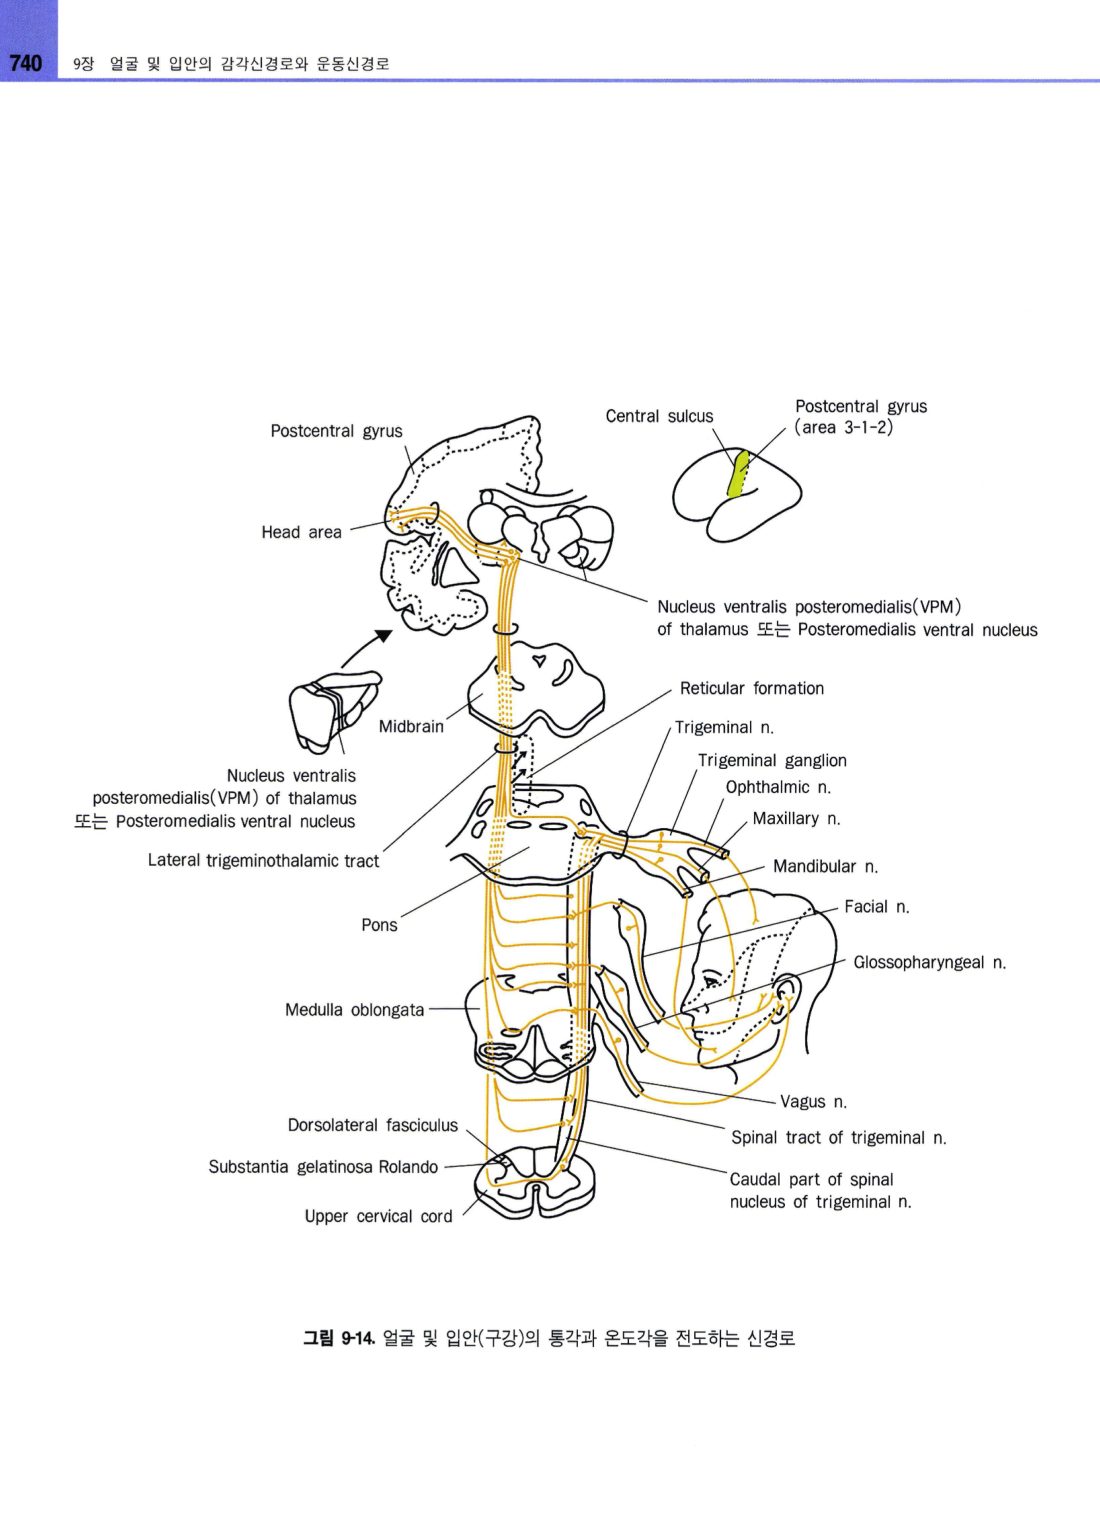 740
9장 얼굴 및 입안의 감각신경로와 운동신경로
Postcentral gyrus
Central sulcus
Postcentral gyrus
(area 3-1-2)
Head area
Nucleus ventralis posteromedialis(VPM)
of thalamus 또는 Posteromedialis ventral nucleus
Reticular formation
Midbrain
Trigeminal n.
Trigeminal ganglion
Ophthalmic n.
Nucleus ventralis
posteromedialis(VPM) of thalamus
또는 Posteromedialis ventral nucleus
Maxillary n.
Lateral trigeminothalamic tract
Mandibular n.
Pons
Facial n.
Glossopharyngeal n.
Medulla oblongata
Vagus n.
Dorsolateral fasciculus
Spinal tract of trigeminal n.
Substantia gelatinosa Rolando
Caudal part of spinal
nucleus of trigeminal n.
Upper cervical cord
그림 9-14. 얼굴 및 입안(구강)의 통각과 온도각을 전도하는 신경로